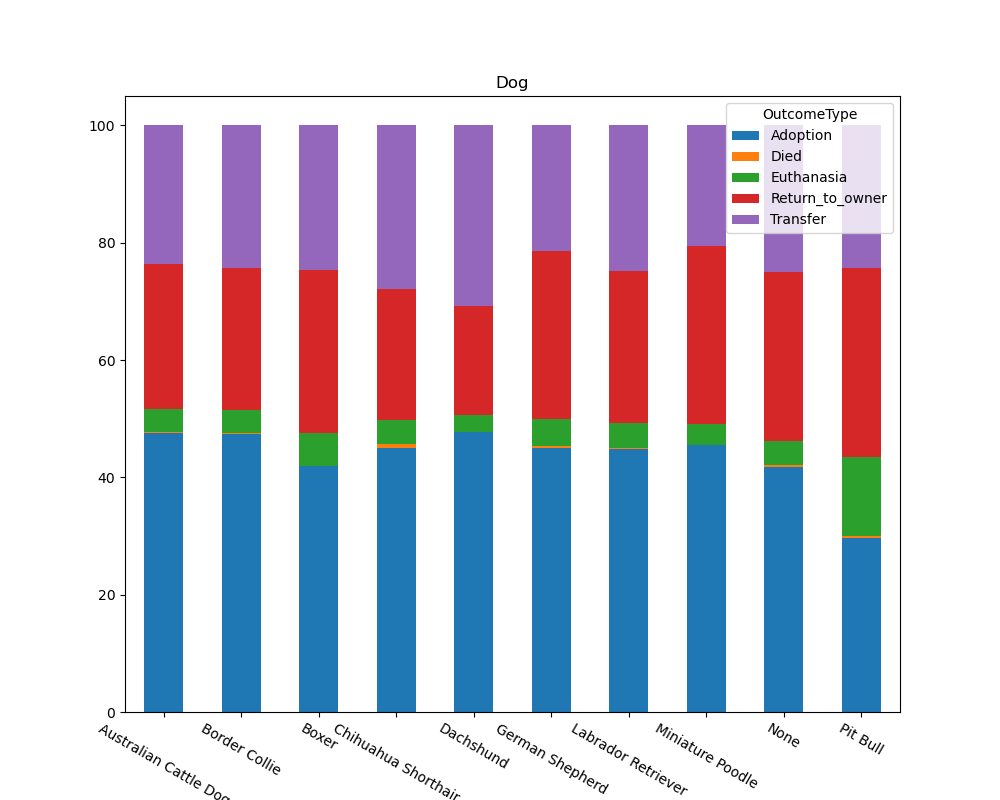 Dog
OutcomeType
Adoption
Died
Euthanasia
Return_to_owner
Transfer
100
80
60
40
20
0
Australian Cattle Dog
Border Collie
Boxer
Chihuahua Shorthair
Dachshund
German Shepherd
Labrador Retriever
Miniature Poodle
None
Pit Bull